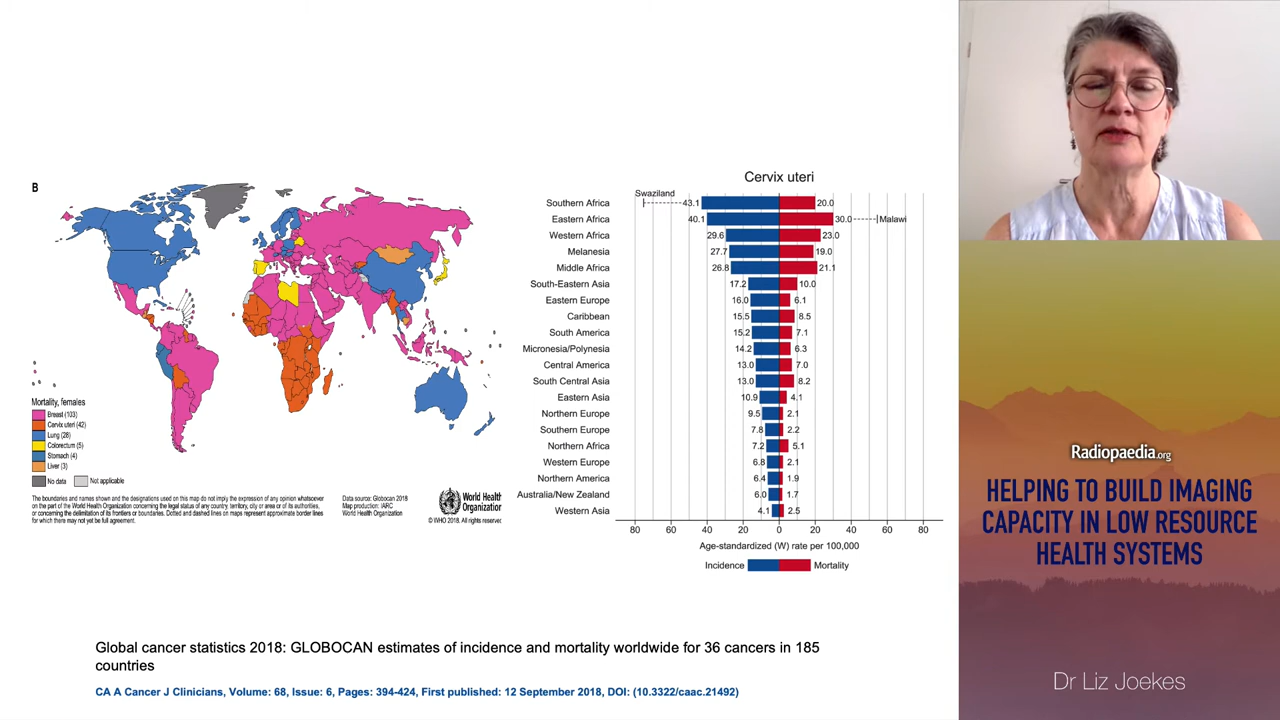 B
Mortality, females
Breast (103)
Cervix uteri (42)
Lung (28)
Colorectum (5)
Stomach (4)
Liver (3)
No data
Not applicable
The boundaries and names shown and the designations used on this map do not imply the expression of any opinion whatsoever
on the part of the World Health Organization concerning the legal status of any country, territory, city or area or of its authorities,
or concerning the delimitation of its frontiers or boundaries. Dotted and dashed lines on maps represent approximate border lines
for which there may not yet be full agreement.
Data source: Globocan 2018
Map production: IARC
World Health Organization
World Health
Organization
© WHO 2018. All rights reserved
Cervix uteri
Swaziland
Southern Africa 43.1 20.0
Eastern Africa 40.1 30.0 Malawi
Western Africa 29.6 23.0
Melanesia 27.7 19.0
Middle Africa 26.8 21.1
South-Eastern Asia 17.2 10.0
Eastern Europe 16.0 6.1
Caribbean 15.5 8.5
South America 15.2 7.1
Micronesia/Polynesia 14.2 6.3
Central America 13.0 7.0
South Central Asia 13.0 8.2
Eastern Asia 10.9 4.1
Northern Europe 9.5 2.1
Southern Europe 7.8 2.2
Northern Africa 7.2 5.1
Western Europe 6.8 2.1
Northern America 6.4 1.9
Australia/New Zealand 6.0 1.7
Western Asia 4.1 2.5
80 60 40 20 0 20 40 60 80
Age-standardized (W) rate per 100,000
Incidence Mortality
Global cancer statistics 2018: GLOBOCAN estimates of incidence and mortality worldwide for 36 cancers in 185
countries
CA A Cancer J Clinicians, Volume: 68, Issue: 6, Pages: 394-424, First published: 12 September 2018, DOI: (10.3322/caac.21492)
Radiopaedia.org
HELPING TO BUILD IMAGING
CAPACITY IN LOW RESOURCE
HEALTH SYSTEMS
Dr Liz Joekes